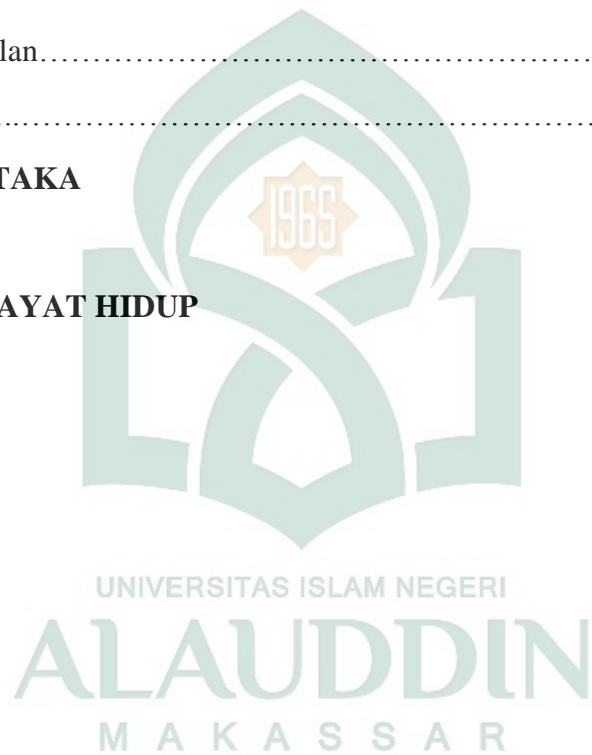 lan……………………………………………………
..……………………………………………………
TAKA
AYAT HIDUP
1965
UNIVERSITAS ISLAM NEGERI
ALAUDDIN
MAKASSAR